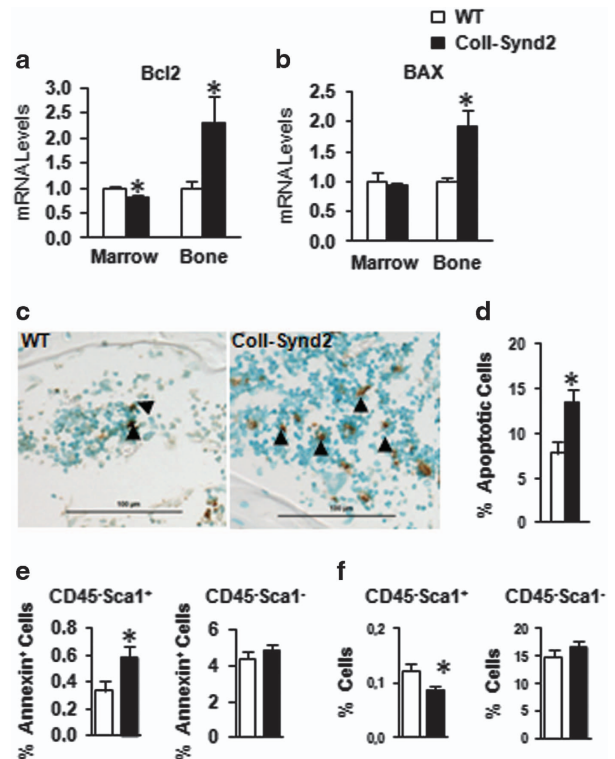 WT
Coll-Synd2
a
Bcl2
mRNA Levels
3.0
2.5
2.0
1.5
1.0
0.5
0.0
*
*
Marrow Bone
b
BAX
mRNA Levels
2.5
2.0
1.5
1.0
0.5
0.0
*
Marrow Bone
c
WT
100 µm
Coll-Synd2
100 µm
d
% Apoptotic Cells
20
15
10
5
0
*
e
CD45-Sca1+
% Annexin+ Cells
0.8
0.6
0.4
0.2
0.0
*
CD45-Sca1-
% Annexin+ Cells
6
4
2
0
f
CD45-Sca1+
% Cells
0,2
0,1
0,0
*
CD45-Sca1-
% Cells
20
15
10
5
0